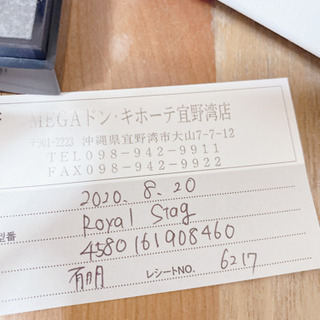 MEGAドン・キホーテ宜野湾店
〒901-2223 沖縄県宜野湾市大山7-7-12
TEL098-942-9911
FAX098-942-9922
2020.8.20
型番 Royal Stag
4580161908460
有明 レシートNO. 6217